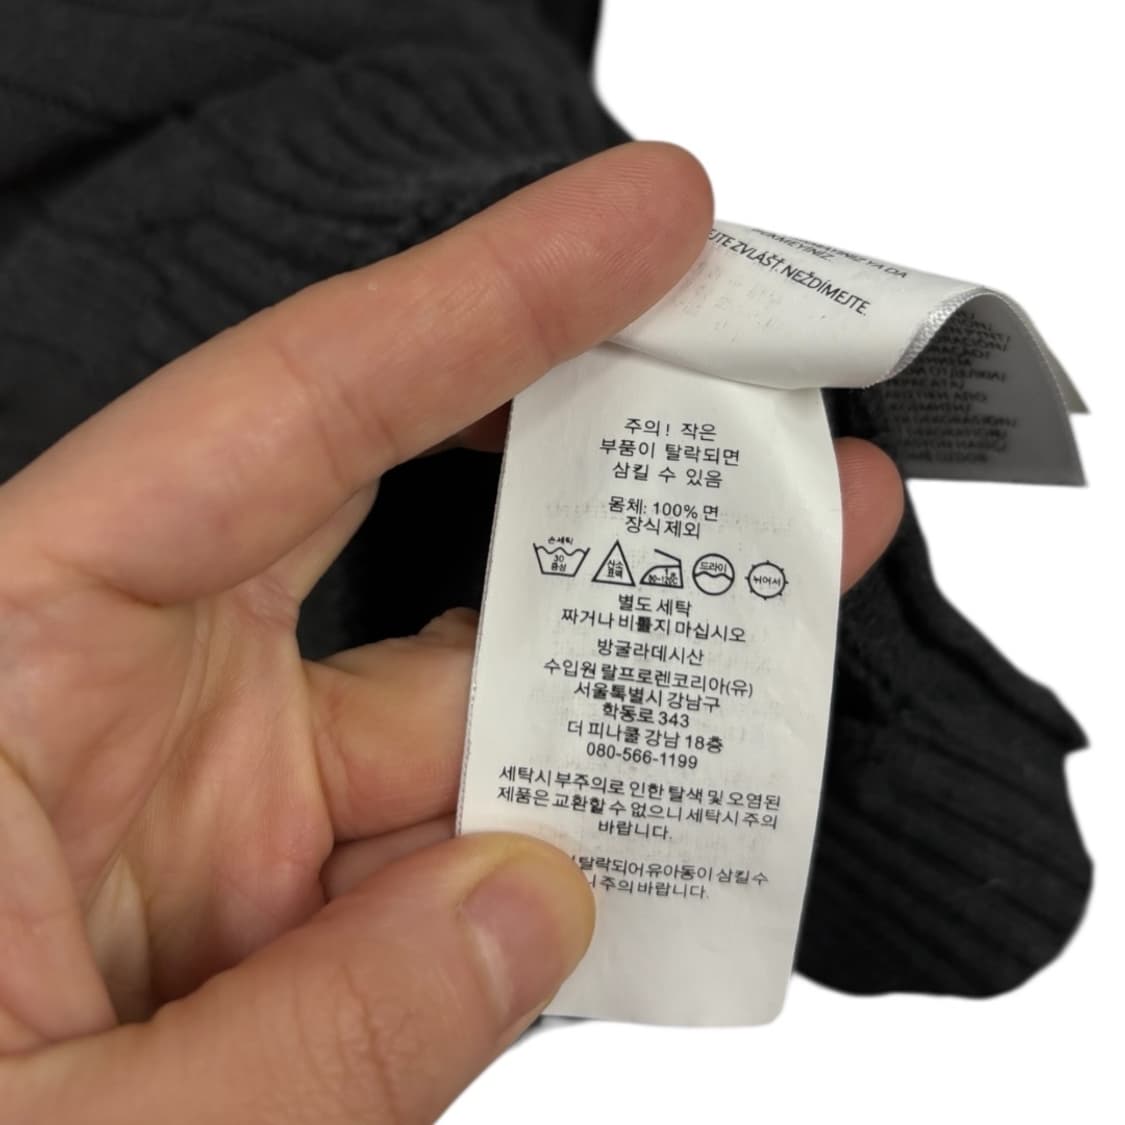 YA DA
ZVLÁŠŤ. NEŽDÍMEJTE.
주의! 작은
부품이 탈락되면
삼킬 수 있음
몸체: 100% 면
장식 제외
손세탁 30 중성
산소 표백
드라이
뉘어서
별도 세탁
짜거나 비틀지 마십시오
방글라데시산
수입원 랄프로렌코리아(유)
서울특별시 강남구
학동로 343
더 피나클 강남 18층
080-566-1199
세탁시 부주의로 인한 탈색 및 오염된
제품은 교환할 수 없으니 세탁시 주의
바랍니다.
탈락되어 유아동이 삼킬 수
주의 바랍니다.